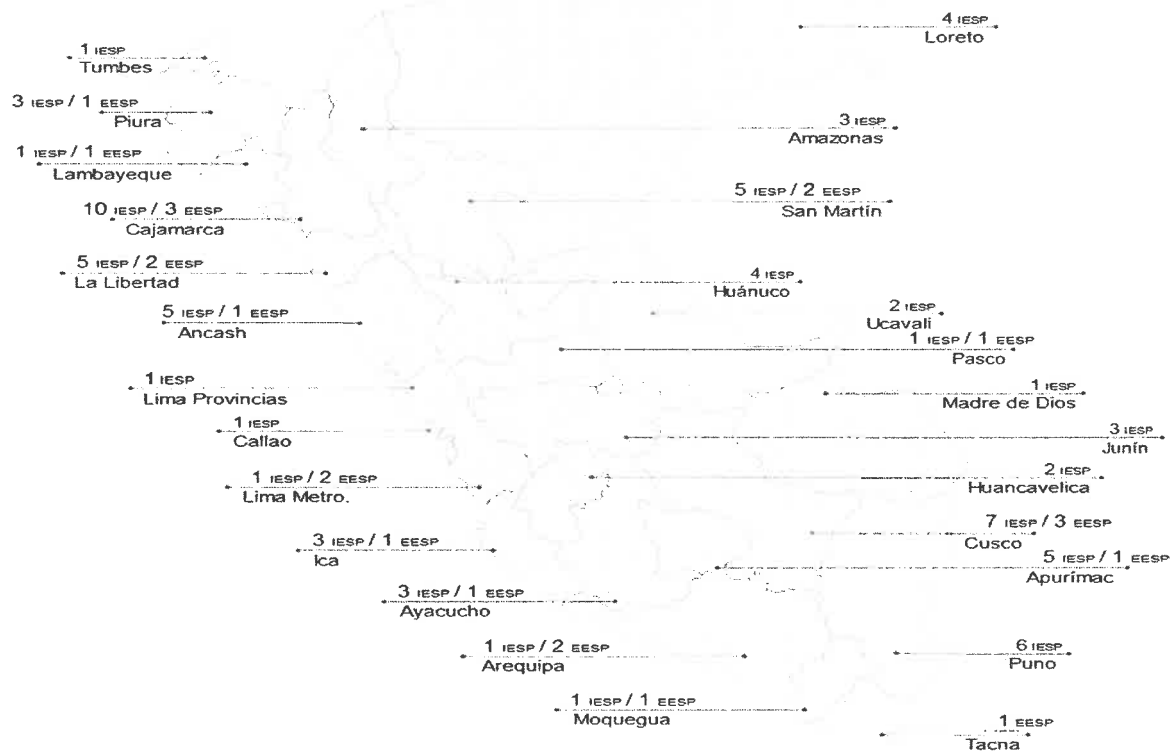 4 IESP
Loreto
1 IESP
Tumbes
3 IESP / 1 EESP
Piura
3 IESP
Amazonas
1 IESP / 1 EESP
Lambayeque
5 IESP / 2 EESP
San Martín
10 IESP / 3 EESP
Cajamarca
5 IESP / 2 EESP
La Libertad
4 IESP
Huánuco
5 IESP / 1 EESP
Ancash
2 IESP
Ucavali
1 IESP / 1 EESP
Pasco
1 IESP
Lima Provincias
1 IESP
Madre de Dios
1 IESP
Callao
3 IESP
Junín
1 IESP / 2 EESP
Lima Metro.
2 IESP
Huancavelica
7 IESP / 3 EESP
Cusco
3 IESP / 1 EESP
Ica
5 IESP / 1 EESP
Apurímac
3 IESP / 1 EESP
Ayacucho
1 IESP / 2 EESP
Arequipa
6 IESP
Puno
1 IESP / 1 EESP
Moquegua
1 EESP
Tacna